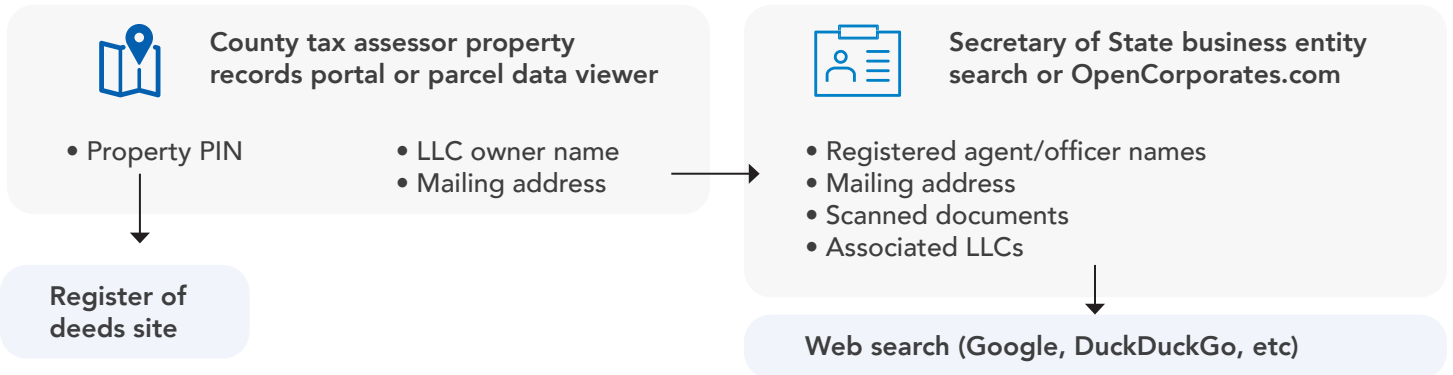 County tax assessor property
records portal or parcel data viewer
• Property PIN
• LLC owner name
• Mailing address
Register of
deeds site
Secretary of State business entity
search or OpenCorporates.com
• Registered agent/officer names
• Mailing address
• Scanned documents
• Associated LLCs
Web search (Google, DuckDuckGo, etc)